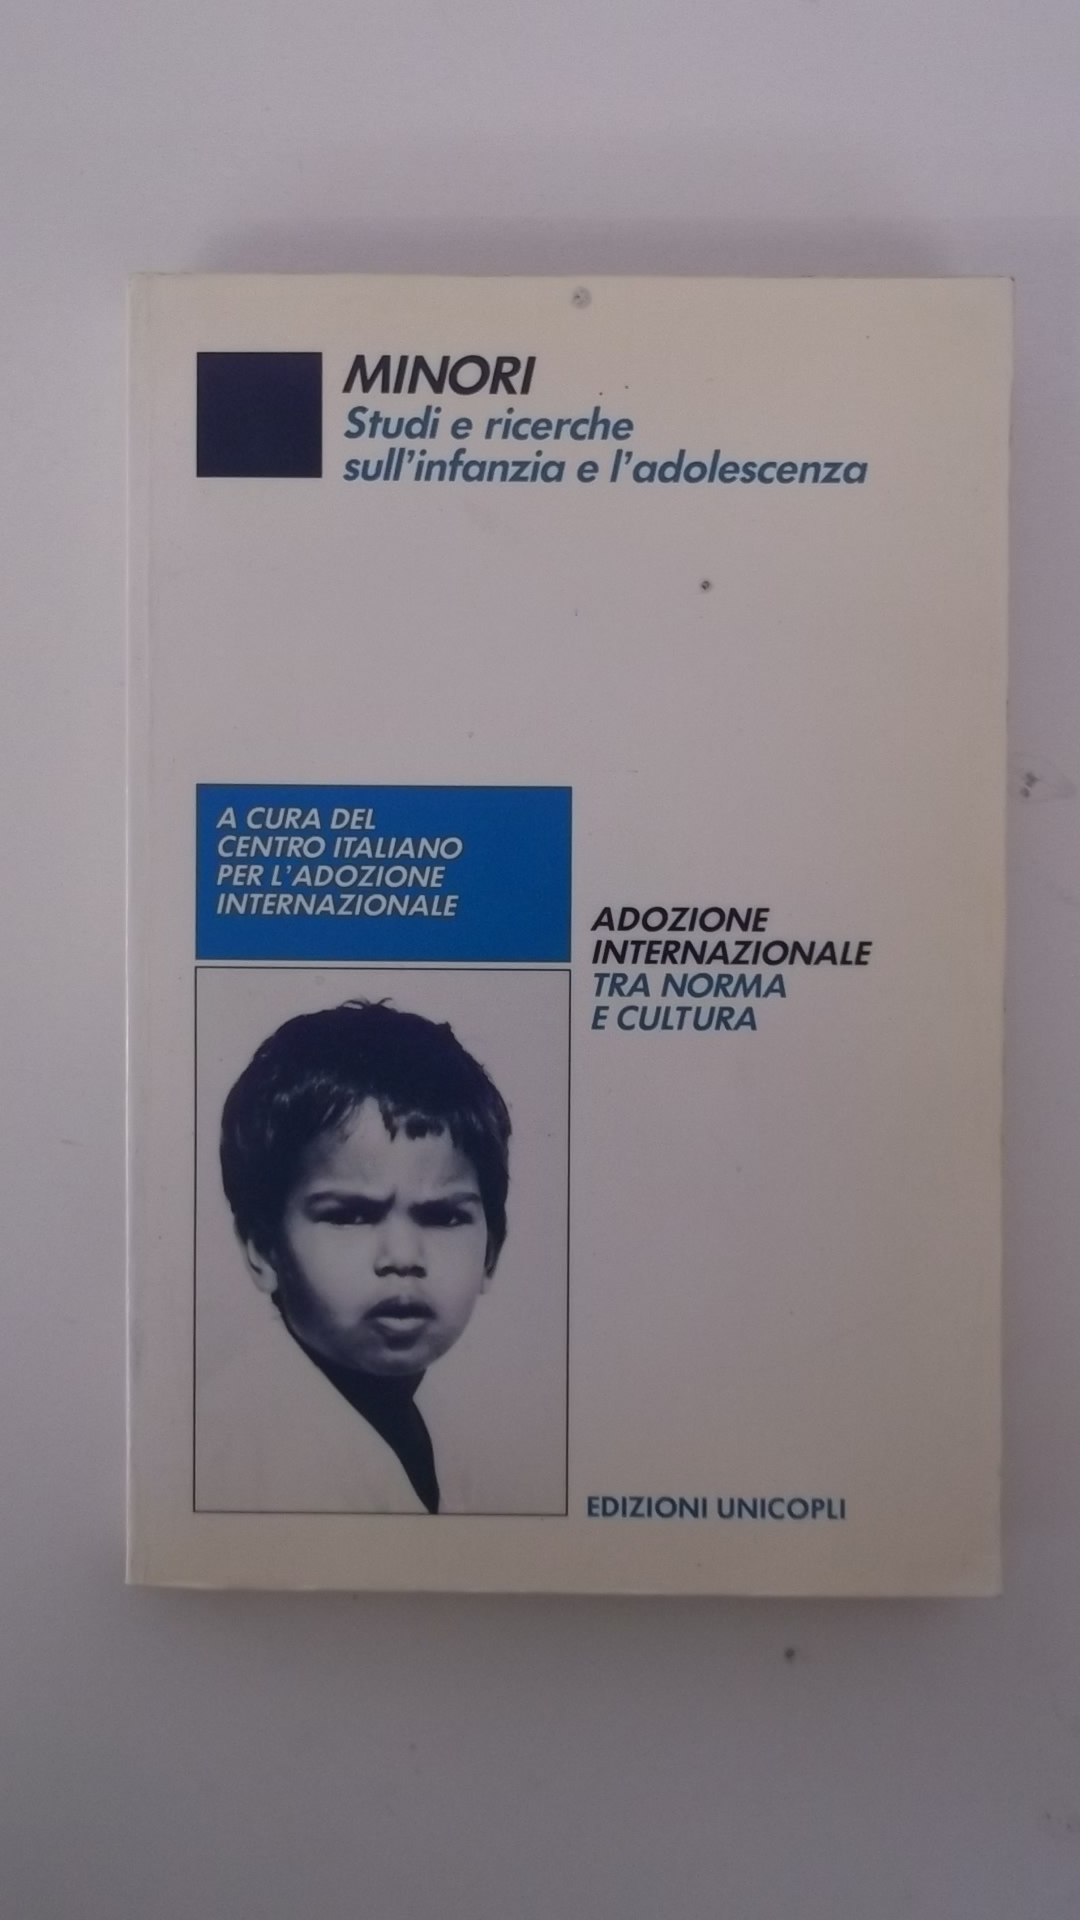 MINORI
Studi e ricerche
sull'infanzia e l'adolescenza
A CURA DEL
CENTRO ITALIANO
PER L'ADOZIONE
INTERNAZIONALE
ADOZIONE
INTERNAZIONALE
TRA NORMA
E CULTURA
EDIZIONI UNICOPLI